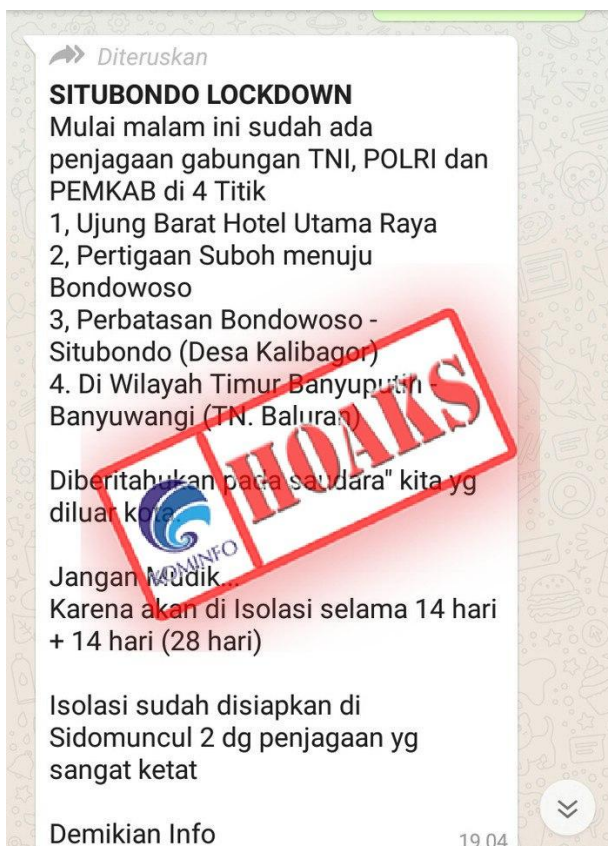 Diteruskan
SITUBONDO LOCKDOWN
Mulai malam ini sudah ada
penjagaan gabungan TNI, POLRI dan
PEMKAB di 4 Titik
1, Ujung Barat Hotel Utama Raya
2, Pertigaan Suboh menuju
Bondowoso
3, Perbatasan Bondowoso -
Situbondo (Desa Kalibagor)
4. Di Wilayah Timur Banyuputih -
Banyuwangi (TN. Baluran)
HOAKS
KOMINFO
Diberitahukan pada saudara" kita yg
diluar kota.
Jangan Mudik...
Karena akan di Isolasi selama 14 hari
+ 14 hari (28 hari)
Isolasi sudah disiapkan di
Sidomuncul 2 dg penjagaan yg
sangat ketat
Demikian Info
19.04